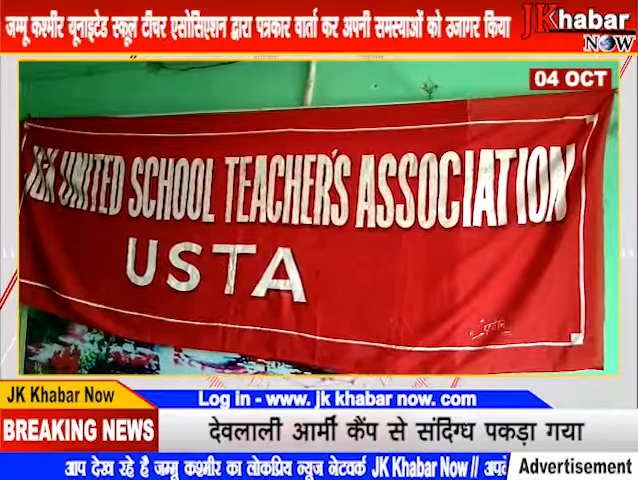 जम्मू कश्मीर यूनाइटेड स्कूल टीचर एसोसिएशन द्वारा पत्रकार वार्ता कर अपनी समस्याओं को उजागर किया
JKhabar
NOW
04 OCT
J&K UNITED SCHOOL TEACHER'S ASSOCIATION
USTA
JK Khabar Now
Log in - www. jk khabar now. com
BREAKING NEWS
देवलाली आर्मी कैंप से संदिग्ध पकड़ा गया
आप देख रहे है जम्मू कश्मीर का लोकप्रिय न्यूज नेटवर्क JK Khabar Now // अपने
Advertisement